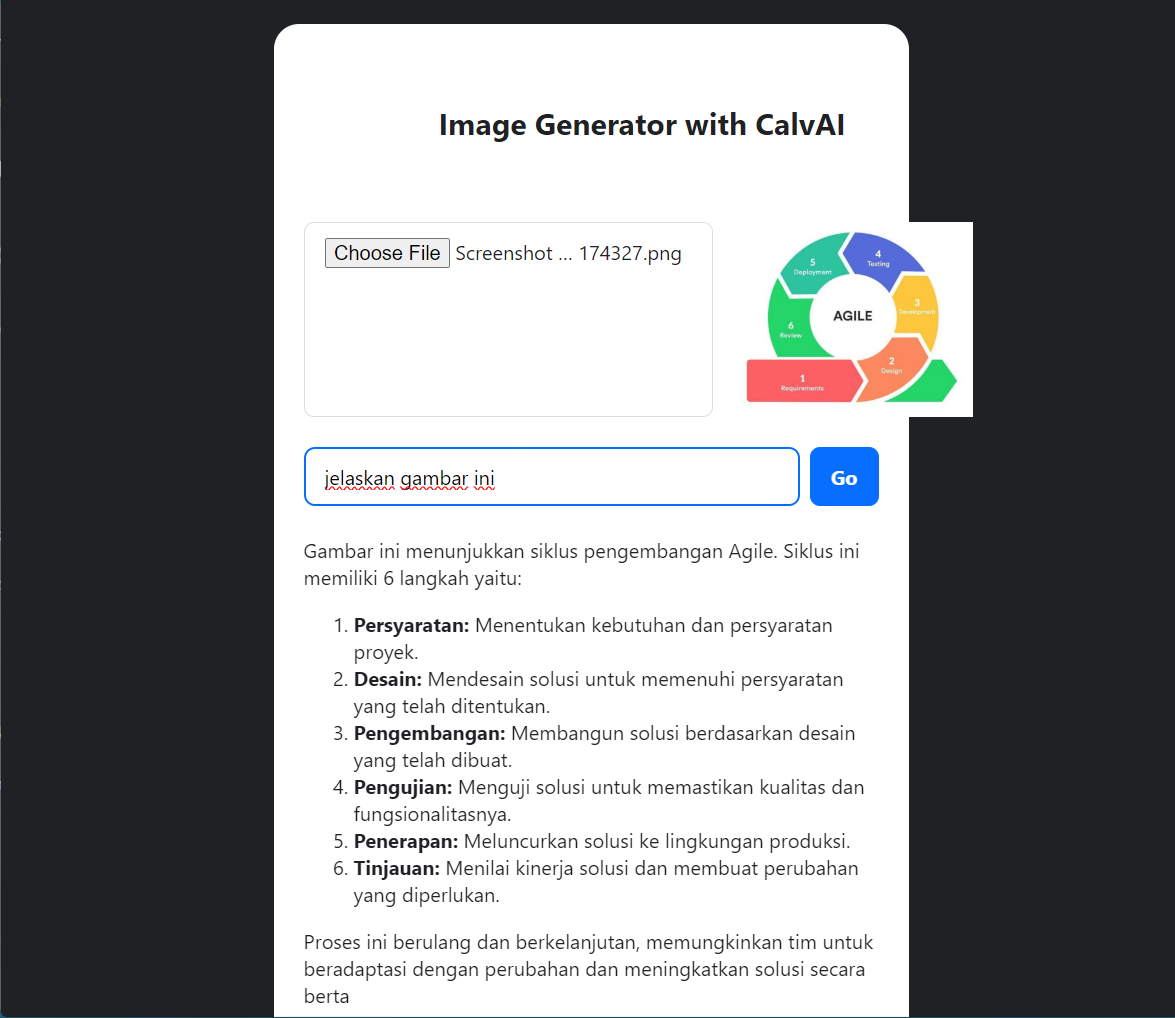 Image Generator with CalvAI
Choose File Screenshot ... 174327.png
5
Deployment
4
Testing
3
Development
AGILE
6
Review
2
Design
1
Requirements
jelaskan gambar ini
Go
Gambar ini menunjukkan siklus pengembangan Agile. Siklus ini
memiliki 6 langkah yaitu:
1. Persyaratan: Menentukan kebutuhan dan persyaratan
proyek.
2. Desain: Mendesain solusi untuk memenuhi persyaratan
yang telah ditentukan.
3. Pengembangan: Membangun solusi berdasarkan desain
yang telah dibuat.
4. Pengujian: Menguji solusi untuk memastikan kualitas dan
fungsionalitasnya.
5. Penerapan: Meluncurkan solusi ke lingkungan produksi.
6. Tinjauan: Menilai kinerja solusi dan membuat perubahan
yang diperlukan.
Proses ini berulang dan berkelanjutan, memungkinkan tim untuk
beradaptasi dengan perubahan dan meningkatkan solusi secara
berta